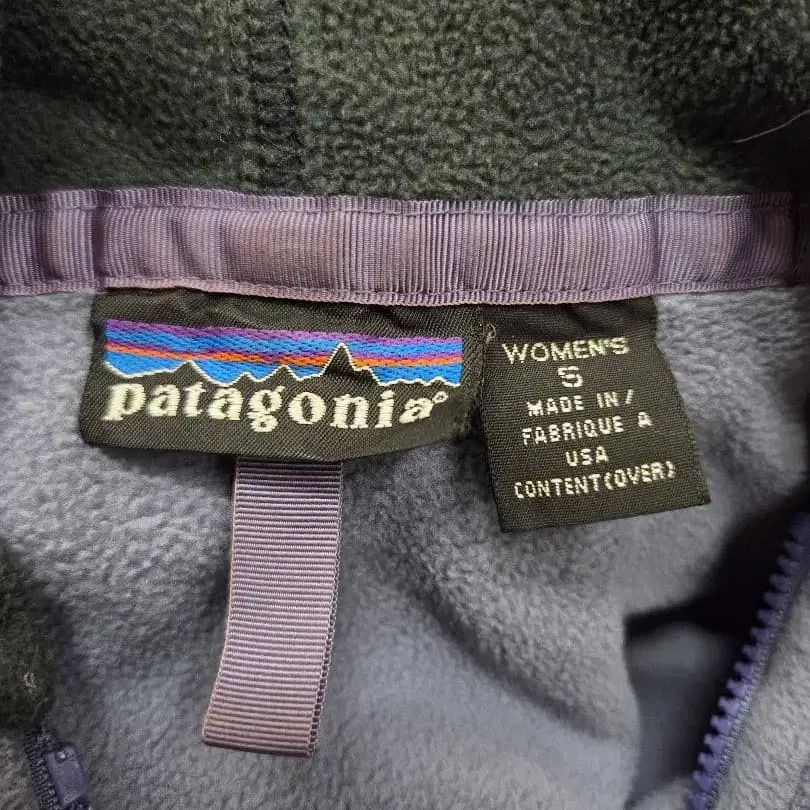 patagonia®
WOMEN'S
S
MADE IN/
FABRIQUE A
USA
CONTENT(OVER)